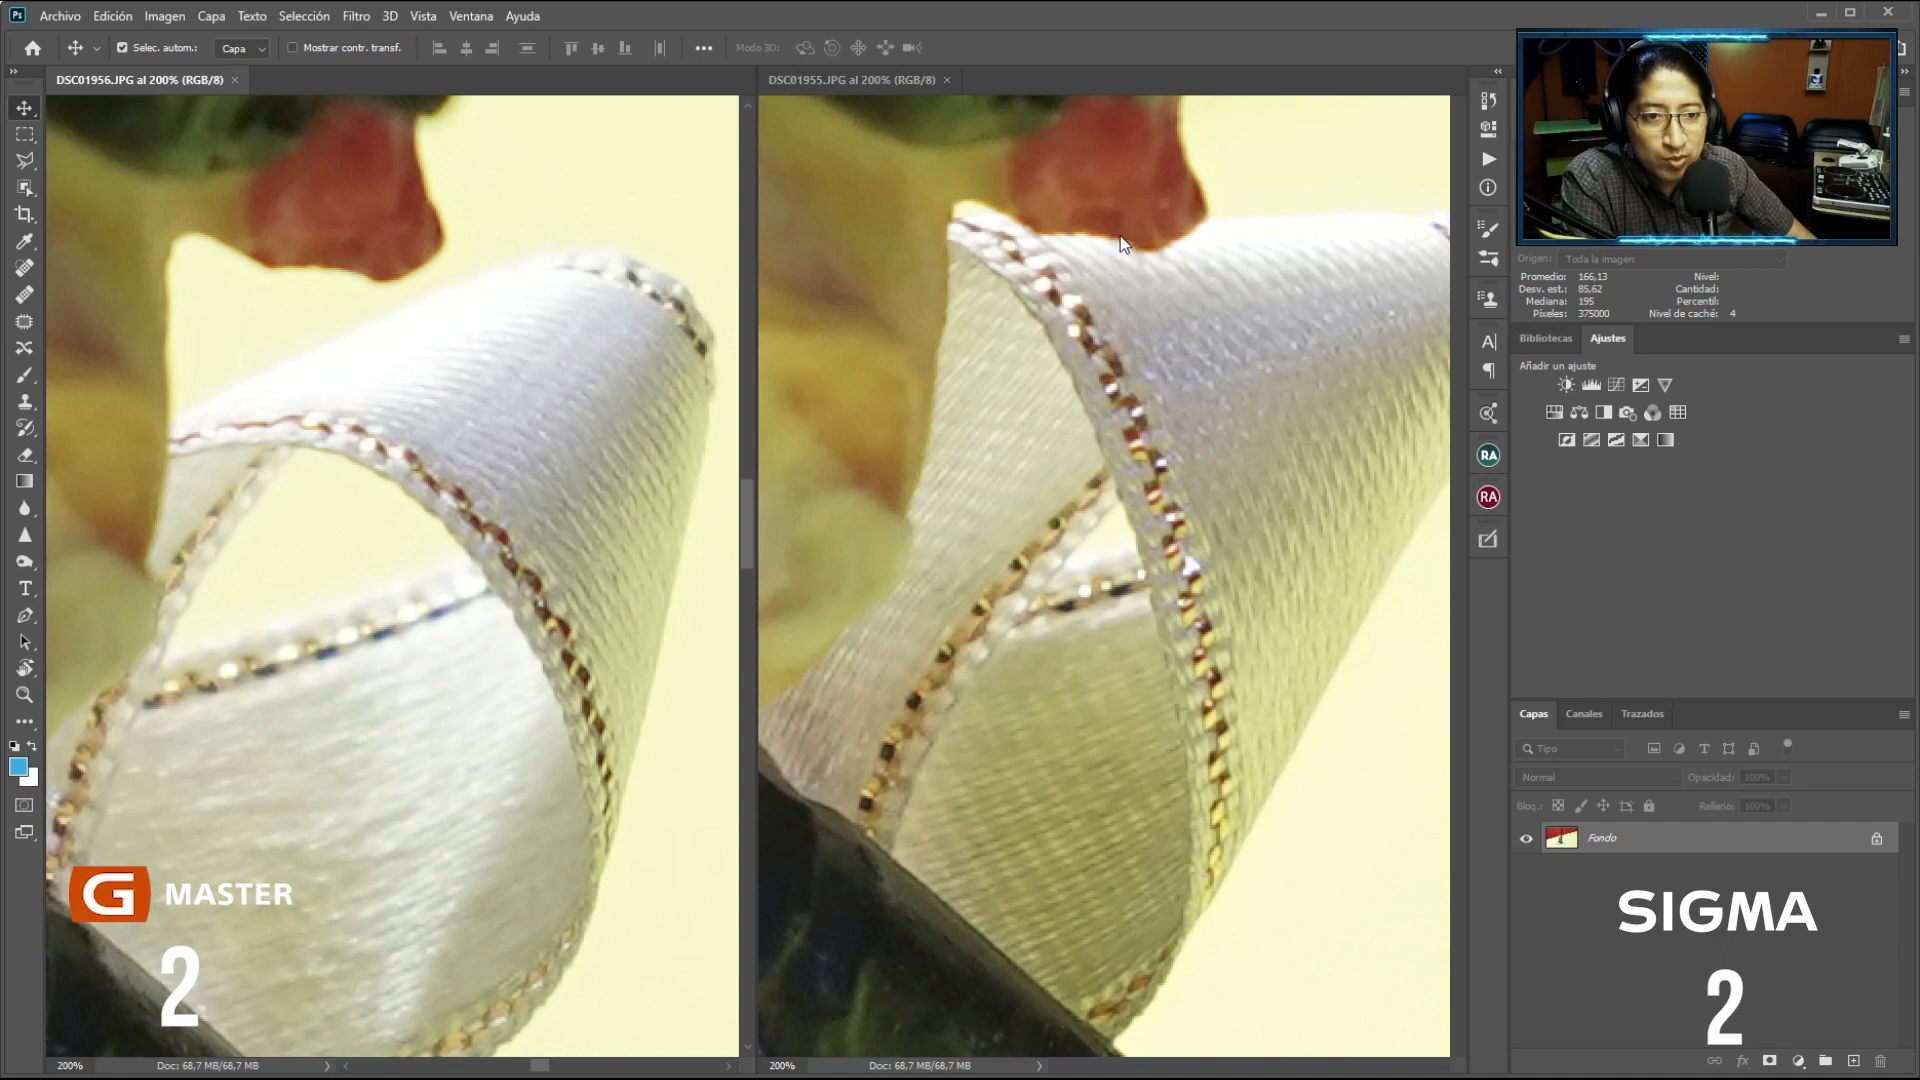 Ps Archivo Edición Imagen Capa Texto Selección Filtro 3D Vista Ventana Ayuda
Selec. autom.: Capa Mostrar contr. transf. Modo 3D:
DSC01956.JPG al 200% (RGB/8) ×
DSC01955.JPG al 200% (RGB/8) ×
Origen: Toda la imagen
Promedio: 166,13 Nivel:
Desv. est.: 85,62 Cantidad:
Mediana: 195 Percentil:
Píxeles: 375000 Nivel de caché: 4
Bibliotecas Ajustes
Añadir un ajuste
RA
RA
Capas Canales Trazados
Tipo
Normal Opacidad: 100%
Bloq.: Relleno: 100%
Fondo
G MASTER
2
SIGMA
2
200% Doc: 68,7 MB/68,7 MB
200% Doc: 68,7 MB/68,7 MB
fx